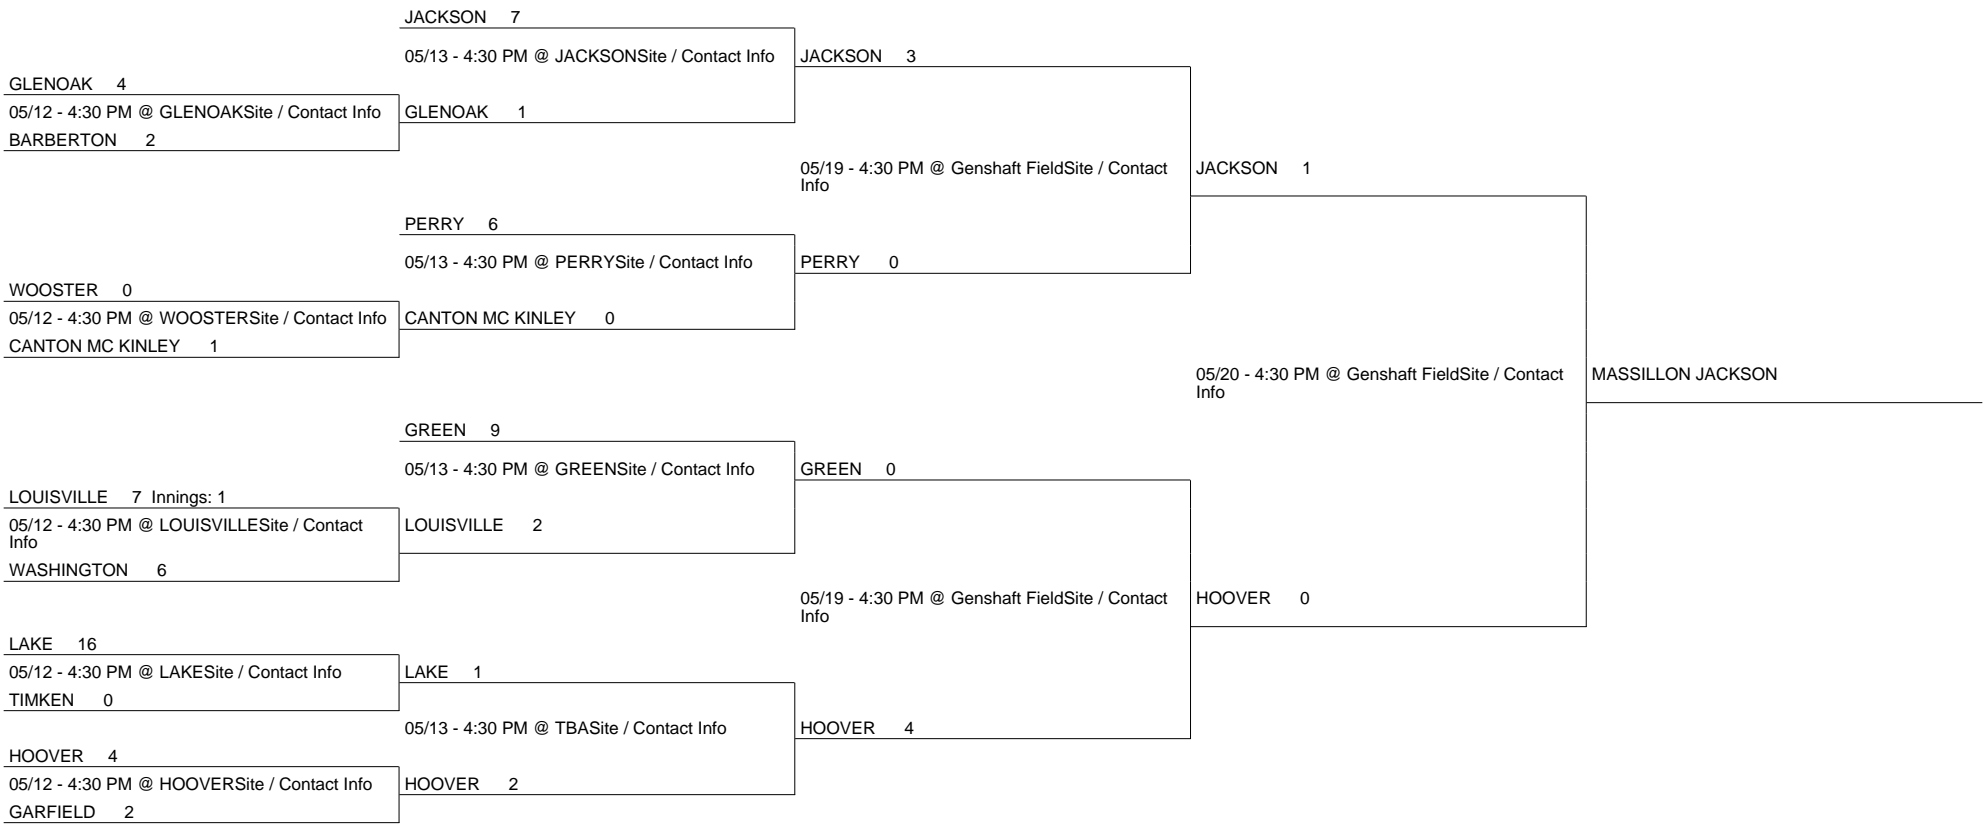 JACKSON 7
05/13 - 4:30 PM @ JACKSONSite / Contact Info
JACKSON 3
GLENOAK 4
05/12 - 4:30 PM @ GLENOAKSite / Contact Info
GLENOAK 1
BARBERTON 2
05/19 - 4:30 PM @ Genshaft FieldSite / Contact
Info
JACKSON 1
PERRY 6
05/13 - 4:30 PM @ PERRYSite / Contact Info
PERRY 0
WOOSTER 0
05/12 - 4:30 PM @ WOOSTERSite / Contact Info
CANTON MC KINLEY 0
CANTON MC KINLEY 1
05/20 - 4:30 PM @ Genshaft FieldSite / Contact
Info
MASSILLON JACKSON
GREEN 9
05/13 - 4:30 PM @ GREENSite / Contact Info
GREEN 0
LOUISVILLE 7 Innings: 1
05/12 - 4:30 PM @ LOUISVILLESite / Contact
Info
LOUISVILLE 2
WASHINGTON 6
05/19 - 4:30 PM @ Genshaft FieldSite / Contact
Info
HOOVER 0
LAKE 16
05/12 - 4:30 PM @ LAKESite / Contact Info
LAKE 1
TIMKEN 0
05/13 - 4:30 PM @ TBASite / Contact Info
HOOVER 4
HOOVER 4
05/12 - 4:30 PM @ HOOVERSite / Contact Info
HOOVER 2
GARFIELD 2